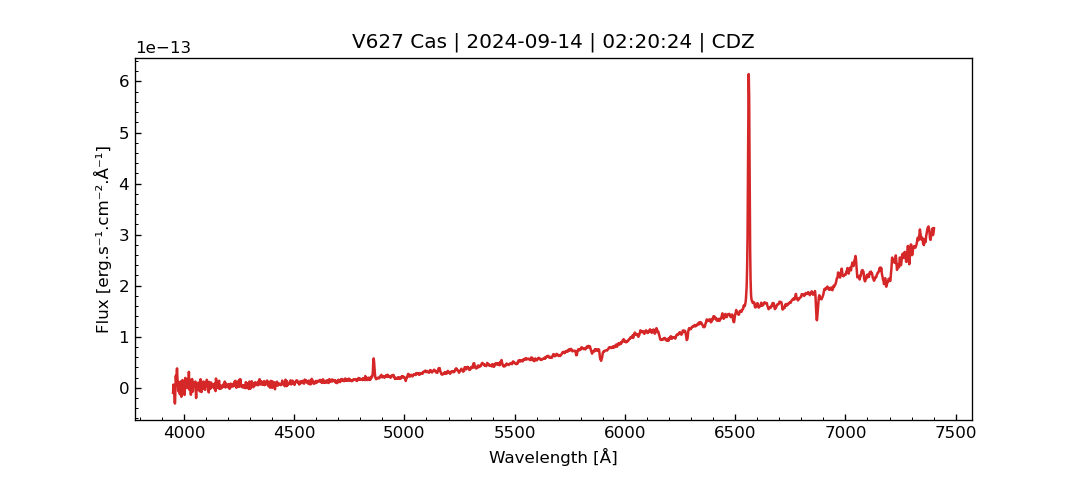 V627 Cas | 2024-09-14 | 02:20:24 | CDZ
1e−13
6
5
4
3
2
1
0
Flux [erg.s⁻¹.cm⁻².Å⁻¹]
4000 4500 5000 5500 6000 6500 7000 7500
Wavelength [Å]